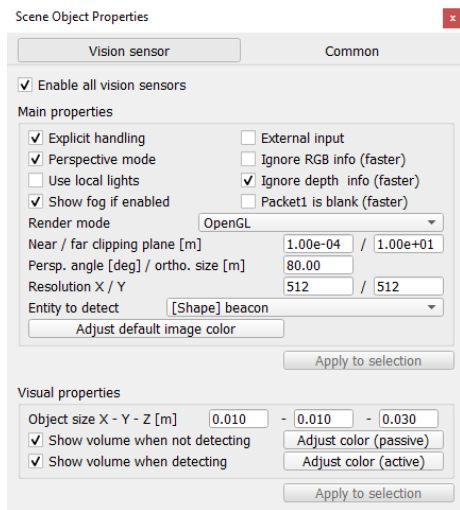 Scene Object Properties x
Vision sensor Common
Enable all vision sensors
Main properties
Explicit handling External input
Perspective mode Ignore RGB info (faster)
Use local lights Ignore depth info (faster)
Show fog if enabled Packet1 is blank (faster)
Render mode OpenGL
Near / far clipping plane [m] 1.00e-04 / 1.00e+01
Persp. angle [deg] / ortho. size [m] 80.00
Resolution X / Y 512 / 512
Entity to detect [Shape] beacon
Adjust default image color
Apply to selection
Visual properties
Object size X - Y - Z [m] 0.010 - 0.010 - 0.030
Show volume when not detecting Adjust color (passive)
Show volume when detecting Adjust color (active)
Apply to selection